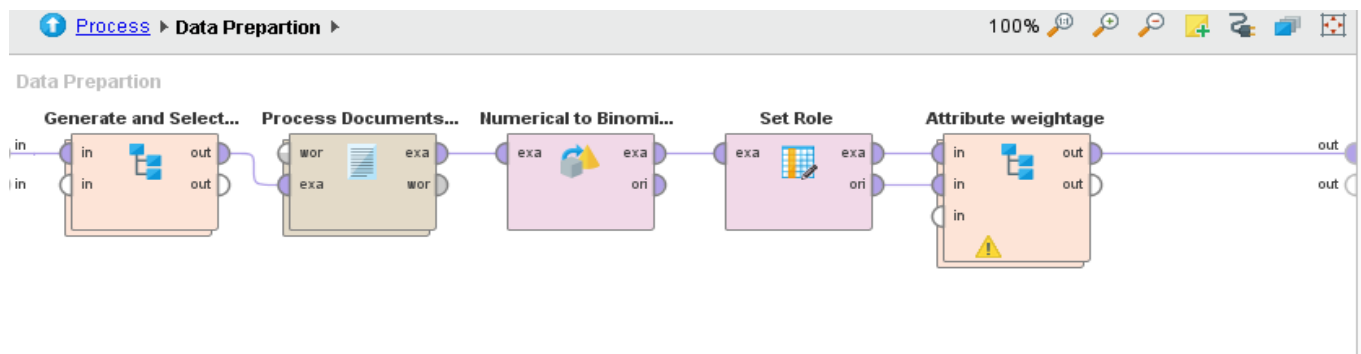 Process ▸ Data Prepartion ▸ 100%
Data Prepartion
Generate and Select... Process Documents... Numerical to Binomi... Set Role Attribute weightage
in in out wor exa exa exa exa exa in out out
in in out exa wor ori ori in out out
in